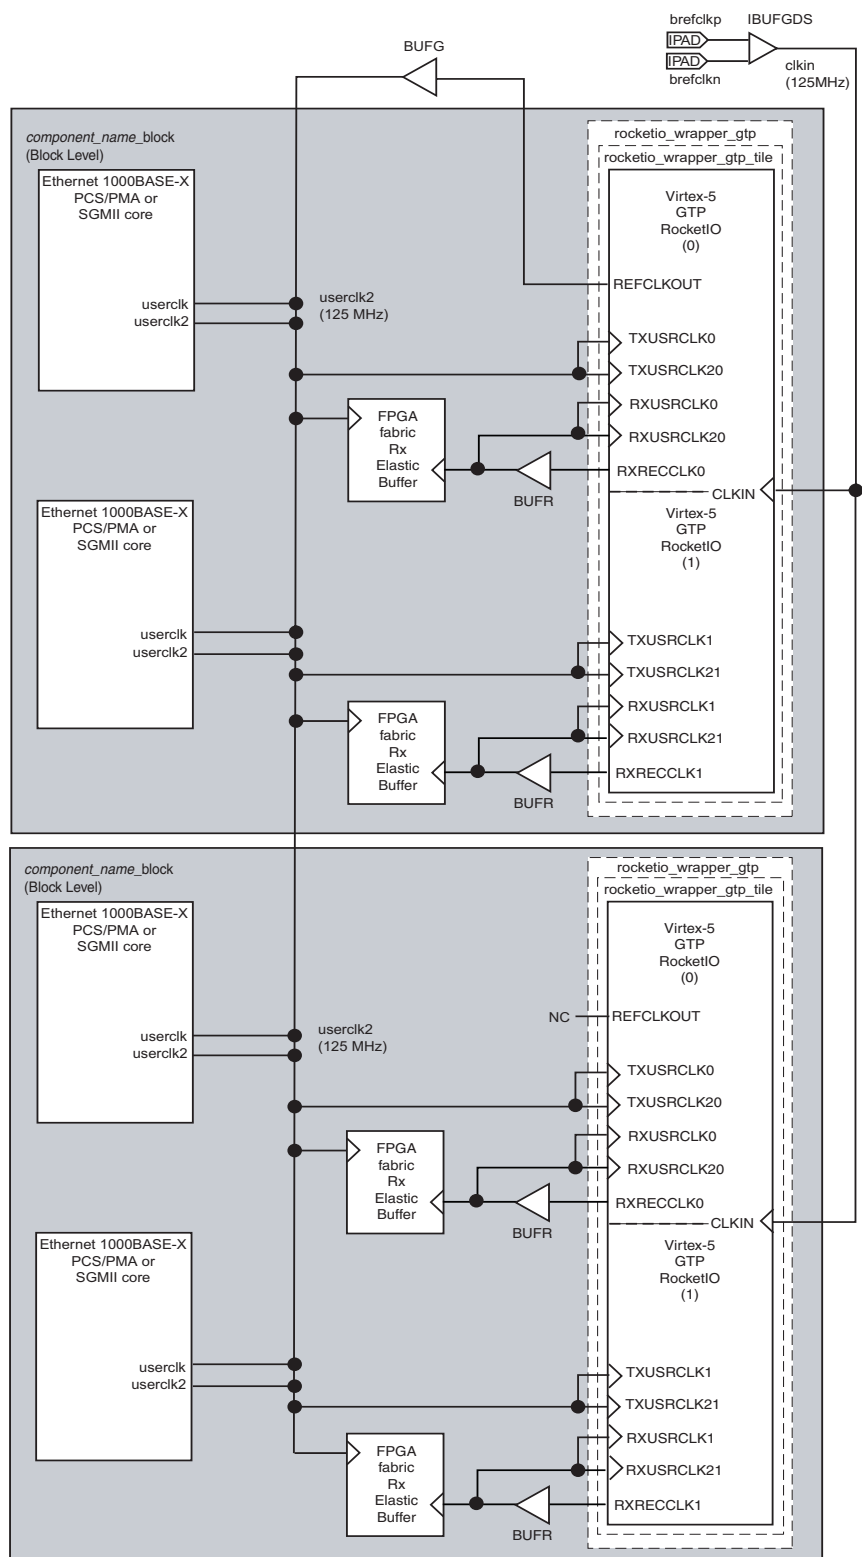 brefclkp
IBUFGDS
IPAD
IPAD
brefclkn
clkin
(125MHz)
BUFG
component_name_block
(Block Level)
rocketio_wrapper_gtp
rocketio_wrapper_gtp_tile
Ethernet 1000BASE-X
PCS/PMA or
SGMII core
userclk
userclk2
userclk2
(125 MHz)
Virtex-5
GTP
RocketIO
(0)
REFCLKOUT
TXUSRCLK0
TXUSRCLK20
RXUSRCLK0
RXUSRCLK20
RXRECCLK0
FPGA
fabric
Rx
Elastic
Buffer
BUFR
CLKIN
Ethernet 1000BASE-X
PCS/PMA or
SGMII core
userclk
userclk2
Virtex-5
GTP
RocketIO
(1)
TXUSRCLK1
TXUSRCLK21
RXUSRCLK1
RXUSRCLK21
RXRECCLK1
FPGA
fabric
Rx
Elastic
Buffer
BUFR
component_name_block
(Block Level)
rocketio_wrapper_gtp
rocketio_wrapper_gtp_tile
Ethernet 1000BASE-X
PCS/PMA or
SGMII core
userclk
userclk2
userclk2
(125 MHz)
Virtex-5
GTP
RocketIO
(0)
NC
REFCLKOUT
TXUSRCLK0
TXUSRCLK20
RXUSRCLK0
RXUSRCLK20
RXRECCLK0
FPGA
fabric
Rx
Elastic
Buffer
BUFR
CLKIN
Ethernet 1000BASE-X
PCS/PMA or
SGMII core
userclk
userclk2
Virtex-5
GTP
RocketIO
(1)
TXUSRCLK1
TXUSRCLK21
RXUSRCLK1
RXUSRCLK21
RXRECCLK1
FPGA
fabric
Rx
Elastic
Buffer
BUFR